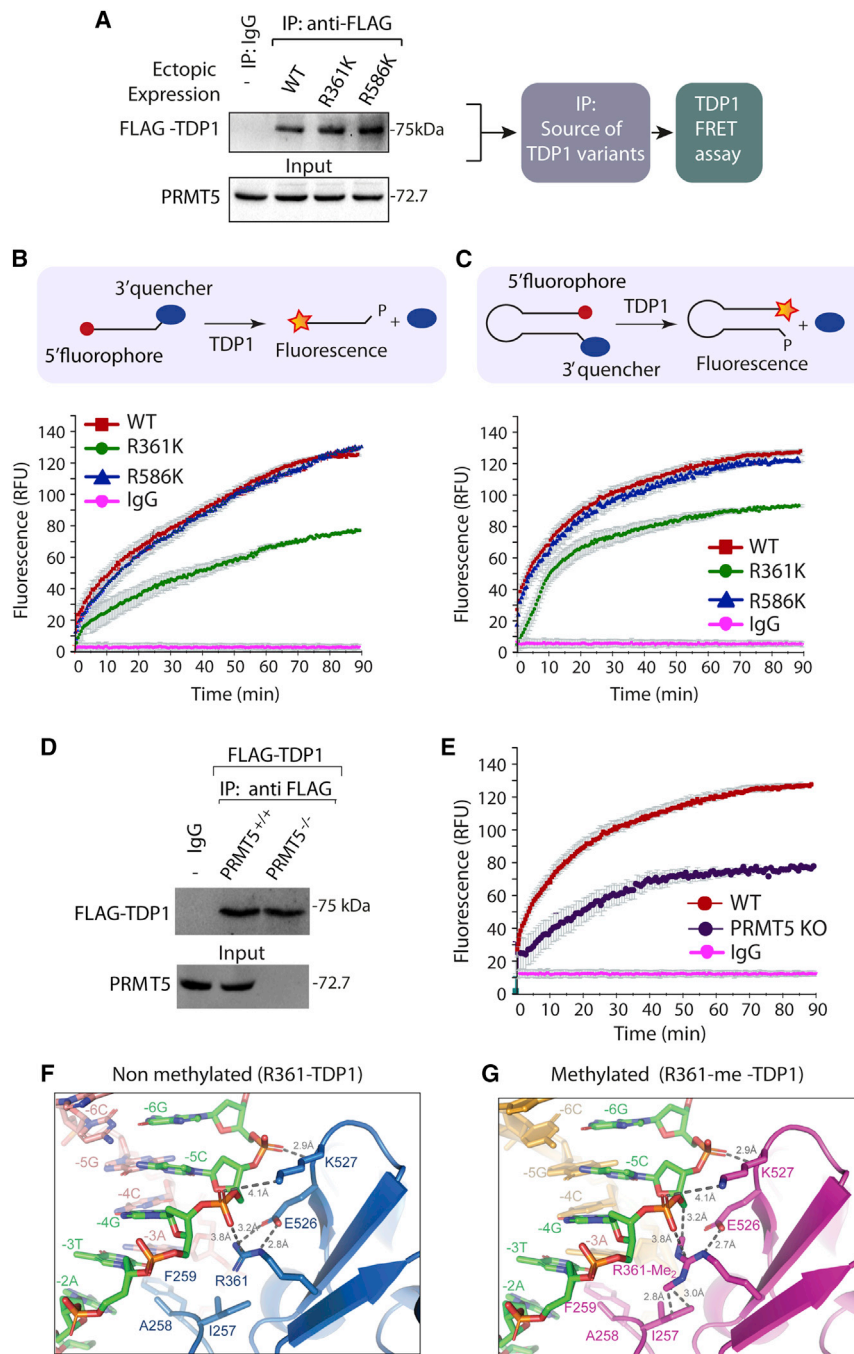 A
IP: IgG
IP: anti-FLAG
Ectopic
Expression
-
WT
R361K
R586K
FLAG -TDP1
-75kDa
Input
PRMT5
-72.7
IP:
Source of
TDP1 variants
TDP1
FRET
assay
B
3'quencher
5'fluorophore
TDP1
P
+
Fluorescence
C
5'fluorophore
TDP1
3'quencher
P
+
Fluorescence
Fluorescence (RFU)
140
120
100
80
60
40
20
0
WT
R361K
R586K
IgG
0 10 20 30 40 50 60 70 80 90
Time (min)
Fluorescence (RFU)
140
120
100
80
60
40
20
0
WT
R361K
R586K
IgG
0 10 20 30 40 50 60 70 80 90
Time (min)
D
FLAG-TDP1
IP: anti FLAG
IgG
-
PRMT5+/+
PRMT5-/-
FLAG-TDP1
-75 kDa
Input
PRMT5
-72.7
E
Fluorescence (RFU)
140
120
100
80
60
40
20
0
WT
PRMT5 KO
IgG
0 10 20 30 40 50 60 70 80 90
Time (min)
F
Non methylated (R361-TDP1)
-6C
-6G
-5G
-5C
-4C
-4G
-3A
-3T
-2A
2.9Å
K527
4.1Å
E526
3.2Å
3.8Å
2.8Å
R361
F259
A258
I257
G
Methylated (R361-me -TDP1)
-6C
-6G
-5G
-5C
-4C
-4G
-3A
-3T
-2A
2.9Å
K527
4.1Å
3.2Å
E526
3.8Å
2.7Å
R361-Me2
2.8Å
3.0Å
F259
A258
I257